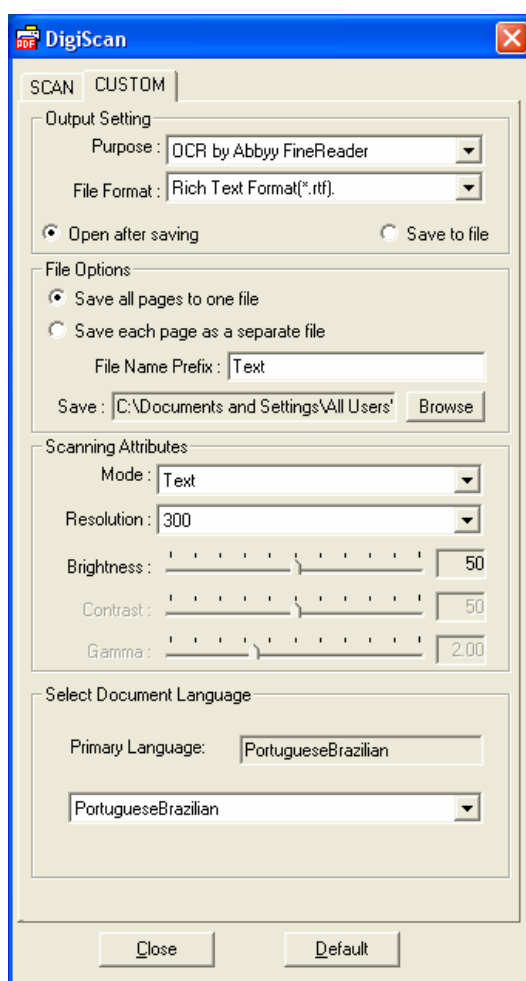 PDF DigiScan
SCAN CUSTOM
Output Setting
Purpose : OCR by Abbyy FineReader
File Format : Rich Text Format(*.rtf).
Open after saving Save to file
File Options
Save all pages to one file
Save each page as a separate file
File Name Prefix : Text
Save : C:\Documents and Settings\All Users' Browse
Scanning Attributes
Mode : Text
Resolution : 300
Brightness : 50
Contrast : 50
Gamma : 2.00
Select Document Language
Primary Language: PortugueseBrazilian
PortugueseBrazilian
Close Default